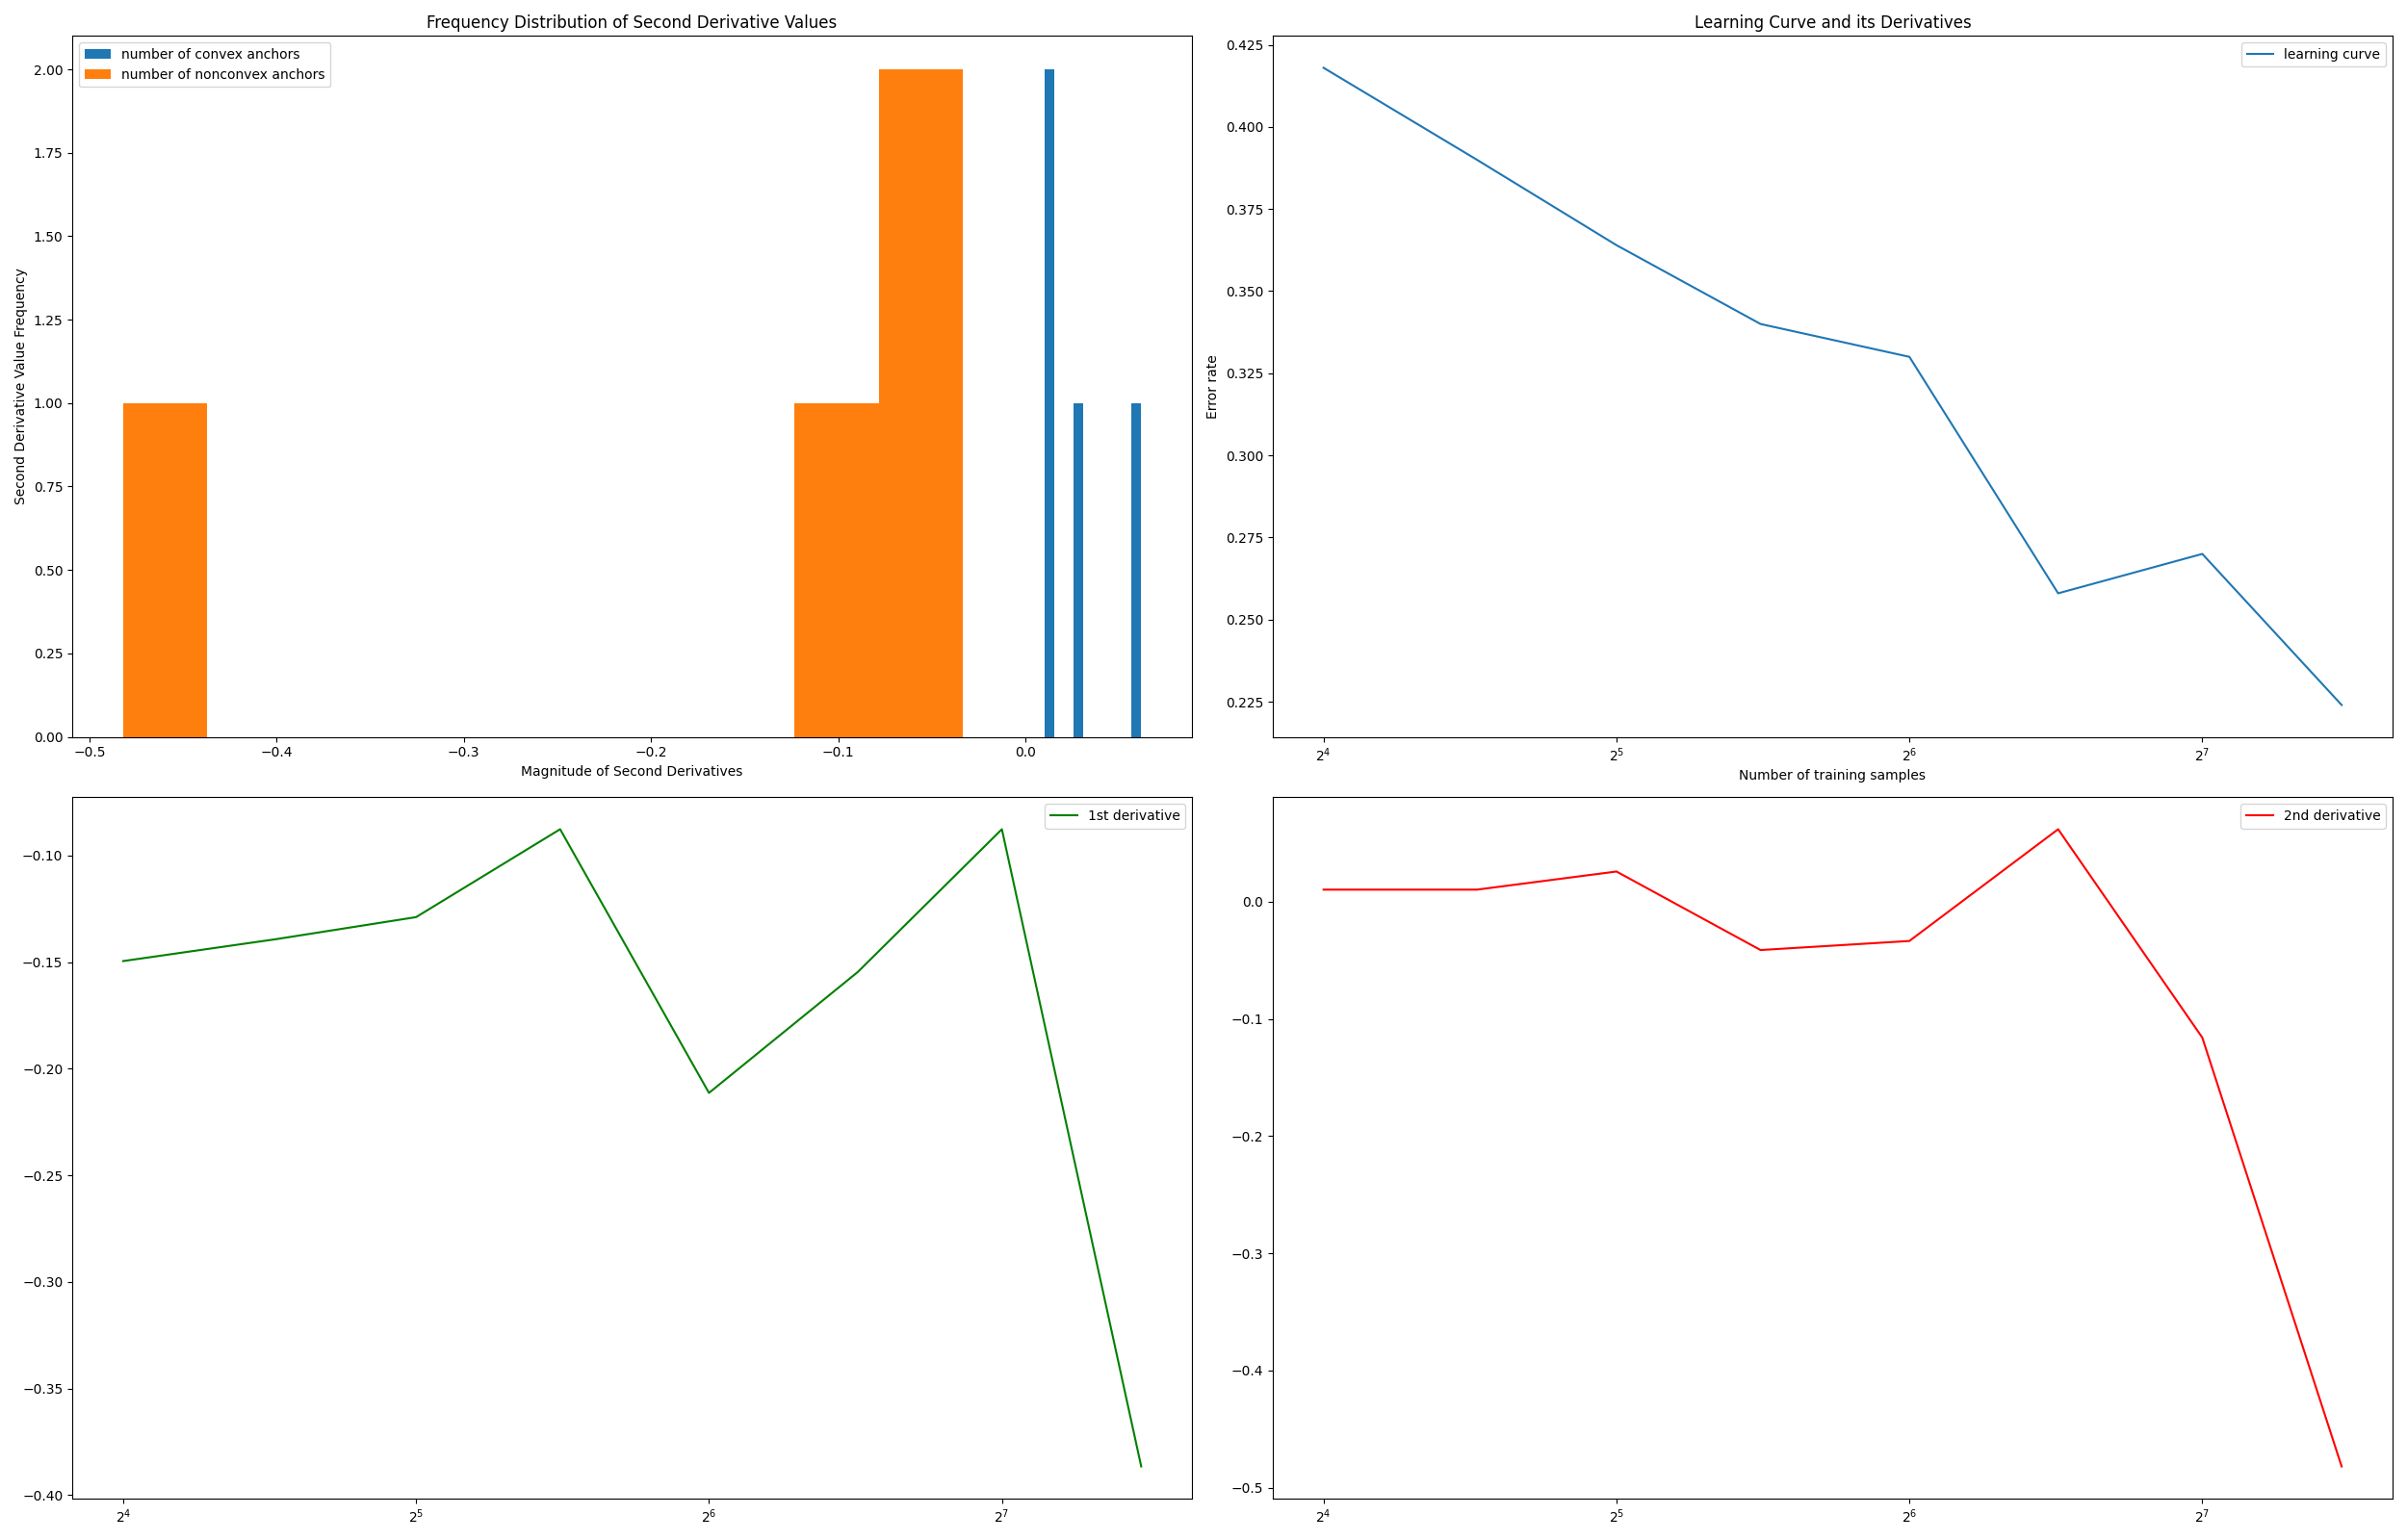 Frequency Distribution of Second Derivative Values
number of convex anchors
number of nonconvex anchors
2.00
1.75
1.50
1.25
1.00
0.75
0.50
0.25
0.00
Second Derivative Value Frequency
−0.5 −0.4 −0.3 −0.2 −0.1 0.0
Magnitude of Second Derivatives
Learning Curve and its Derivatives
learning curve
0.425
0.400
0.375
0.350
0.325
0.300
0.275
0.250
0.225
Error rate
2⁴ 2⁵ 2⁶ 2⁷
Number of training samples
1st derivative
−0.10
−0.15
−0.20
−0.25
−0.30
−0.35
−0.40
2⁴ 2⁵ 2⁶ 2⁷
2nd derivative
0.0
−0.1
−0.2
−0.3
−0.4
−0.5
2⁴ 2⁵ 2⁶ 2⁷